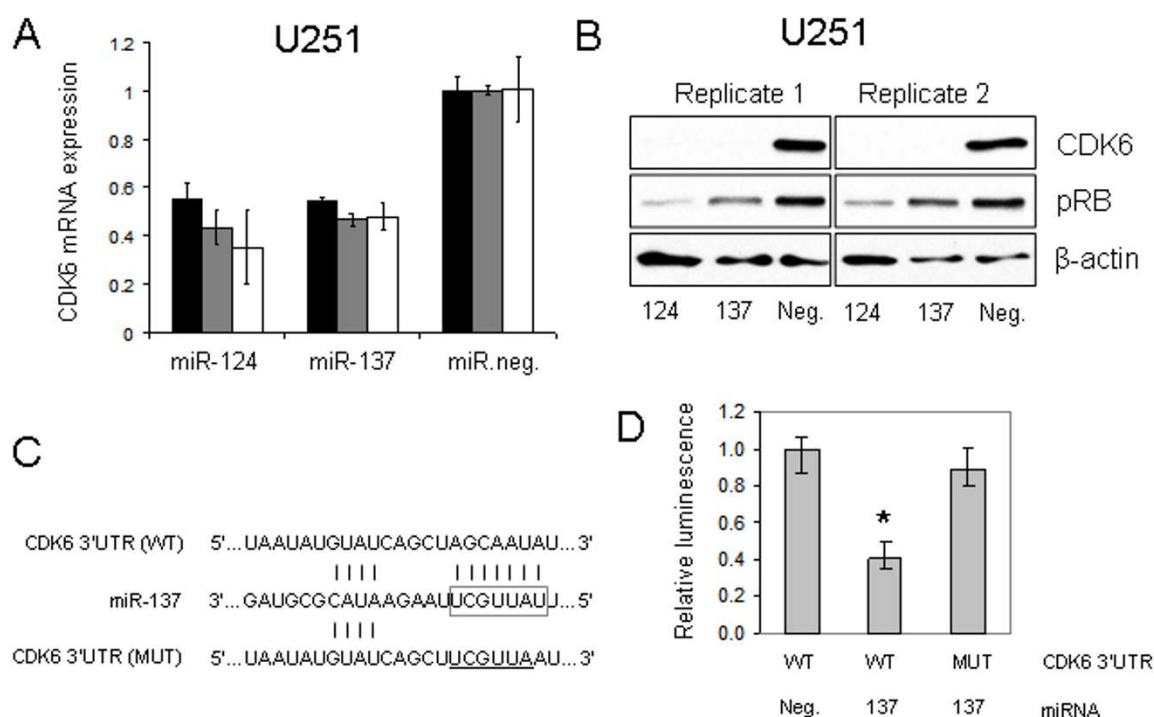 A
U251
CDK6 mRNA expression
1.2
1
0.8
0.6
0.4
0.2
0
miR-124 miR-137 miR.neg.
B
U251
Replicate 1 Replicate 2
CDK6
pRB
β-actin
124 137 Neg. 124 137 Neg.
C
CDK6 3'UTR (WT) 5'...UAAUAUGUAUCAGCUAGCAAUAU...3'
miR-137 3'...GAUGCGCAUAAGAAUUCGUUAUU...5'
CDK6 3'UTR (MUT) 5'...UAAUAUGUAUCAGCUUCGUUAAU...3'
D
Relative luminescence
1.2
1.0
0.8
0.6
0.4
0.2
0.0
*
WT WT MUT CDK6 3'UTR
Neg. 137 137 miRNA